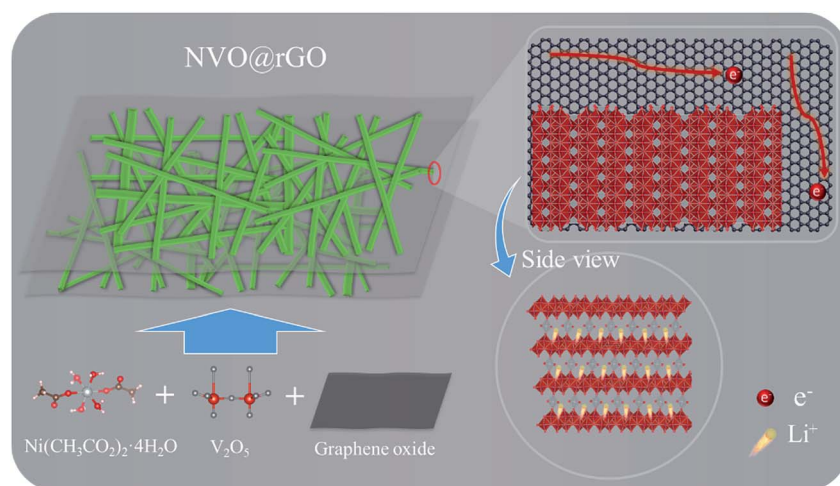 NVO@rGO
e⁻
e⁻
Side view
+
+
Ni(CH₃CO₂)₂·4H₂O
V₂O₅
Graphene oxide
e⁻
e⁻
Li⁺